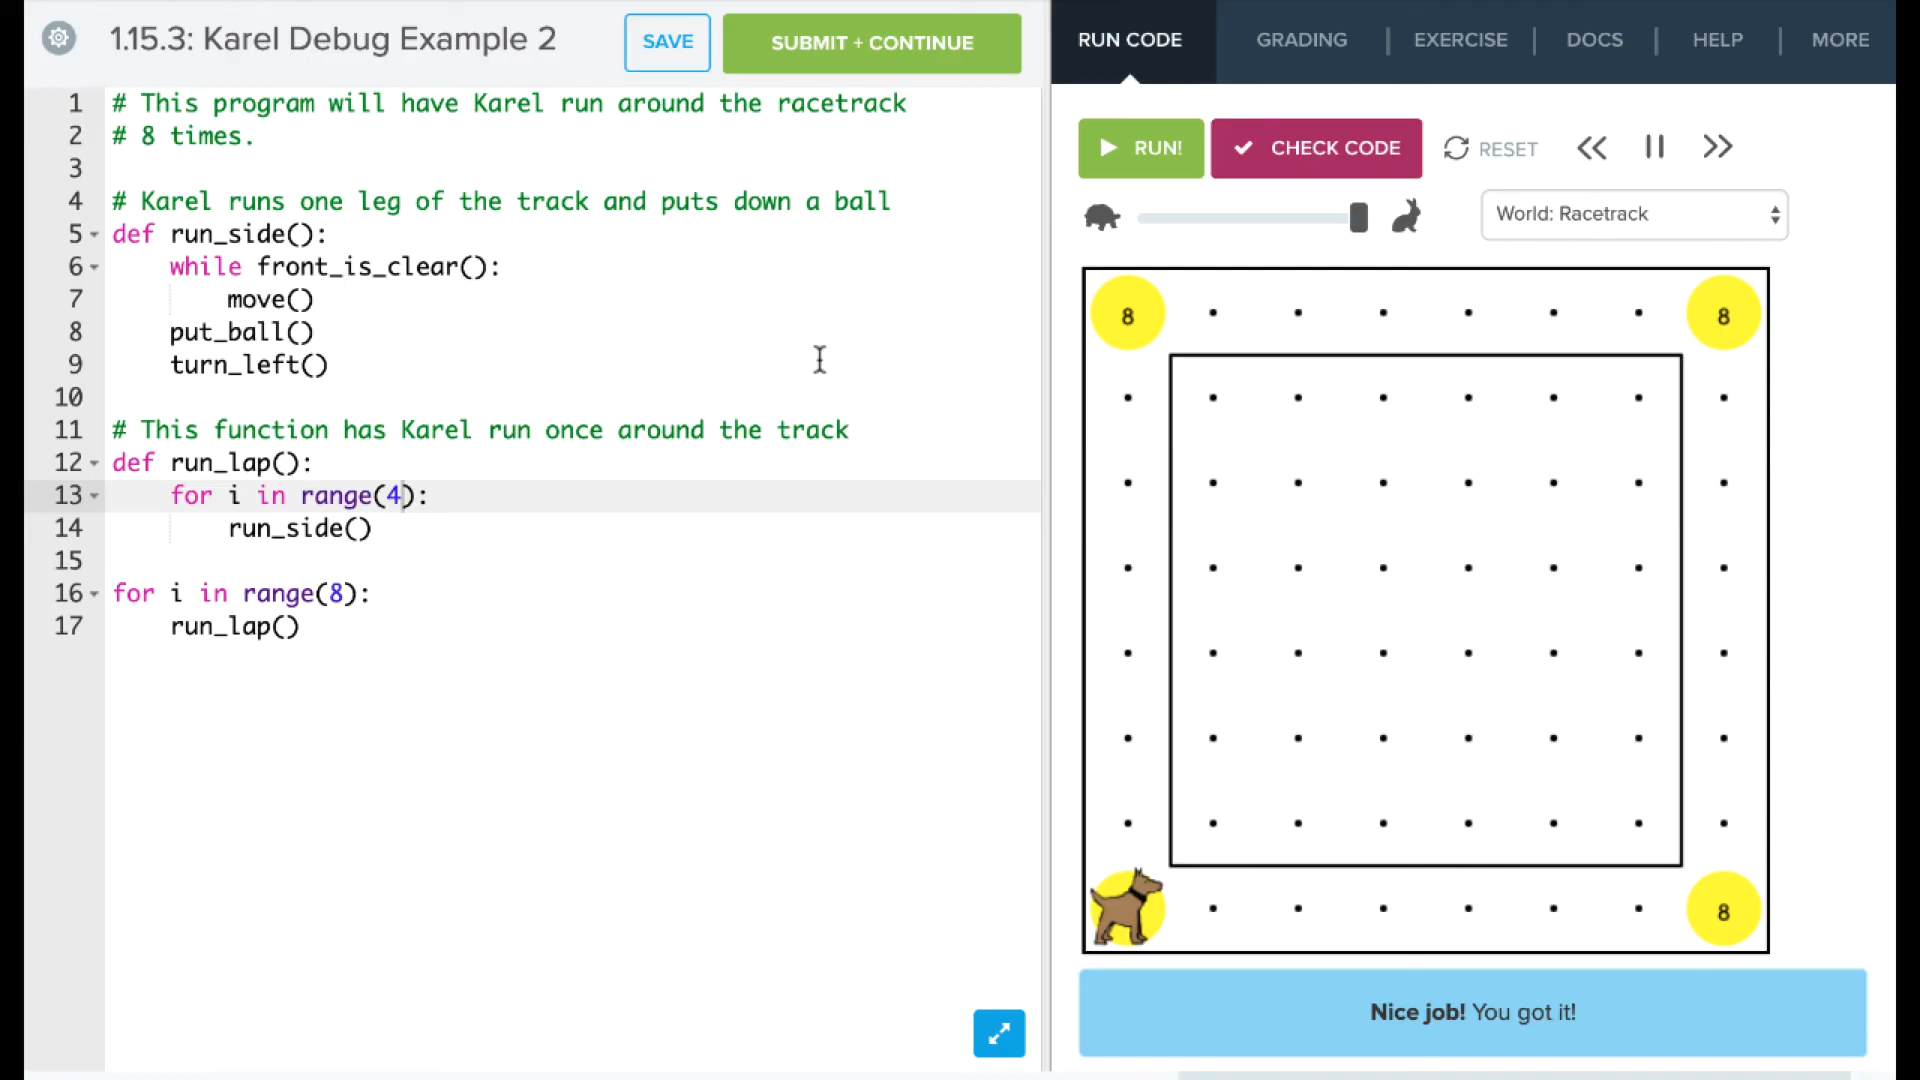 1.15.3: Karel Debug Example 2
SAVE
SUBMIT + CONTINUE
1 # This program will have Karel run around the racetrack
2 # 8 times.
3
4 # Karel runs one leg of the track and puts down a ball
5 def run_side():
6     while front_is_clear():
7         move()
8     put_ball()
9     turn_left()
10
11 # This function has Karel run once around the track
12 def run_lap():
13     for i in range(4):
14         run_side()
15
16 for i in range(8):
17     run_lap()
RUN CODE
GRADING
EXERCISE
DOCS
HELP
MORE
RUN!
CHECK CODE
RESET
World: Racetrack
8
8
8
Nice job! You got it!